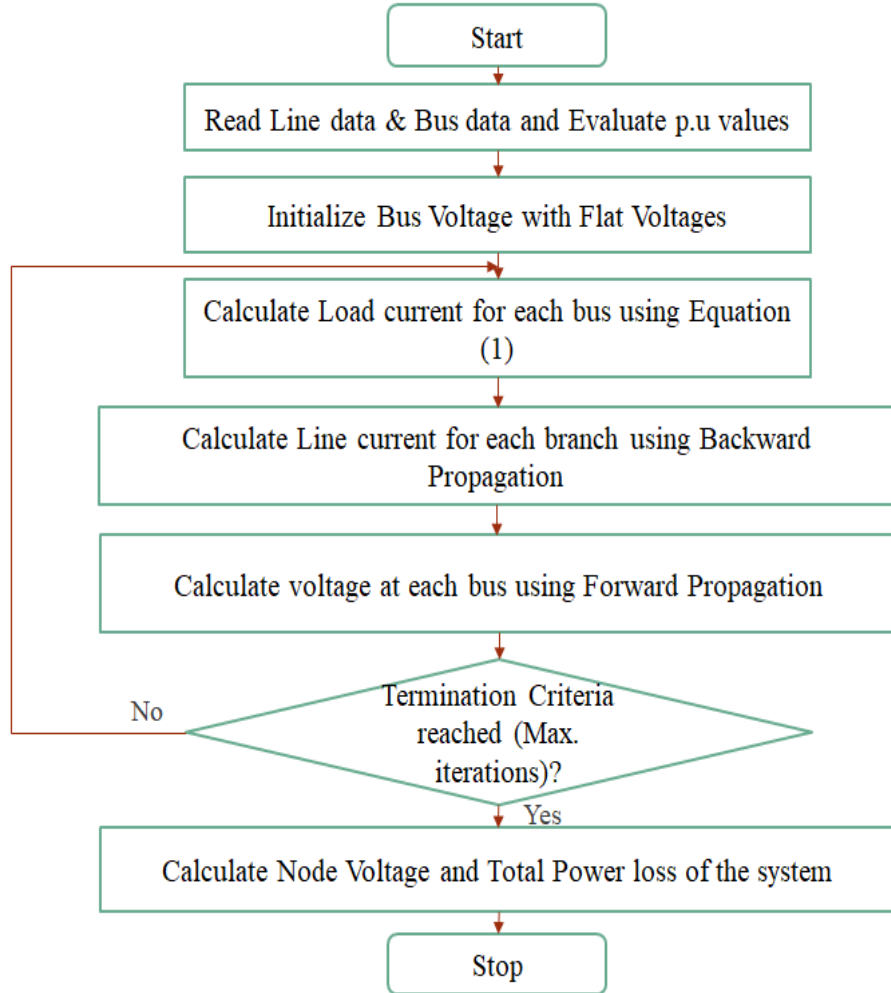 Start
Read Line data & Bus data and Evaluate p.u values
Initialize Bus Voltage with Flat Voltages
Calculate Load current for each bus using Equation
(1)
Calculate Line current for each branch using Backward
Propagation
Calculate voltage at each bus using Forward Propagation
Termination Criteria
reached (Max.
iterations)?
No
Yes
Calculate Node Voltage and Total Power loss of the system
Stop